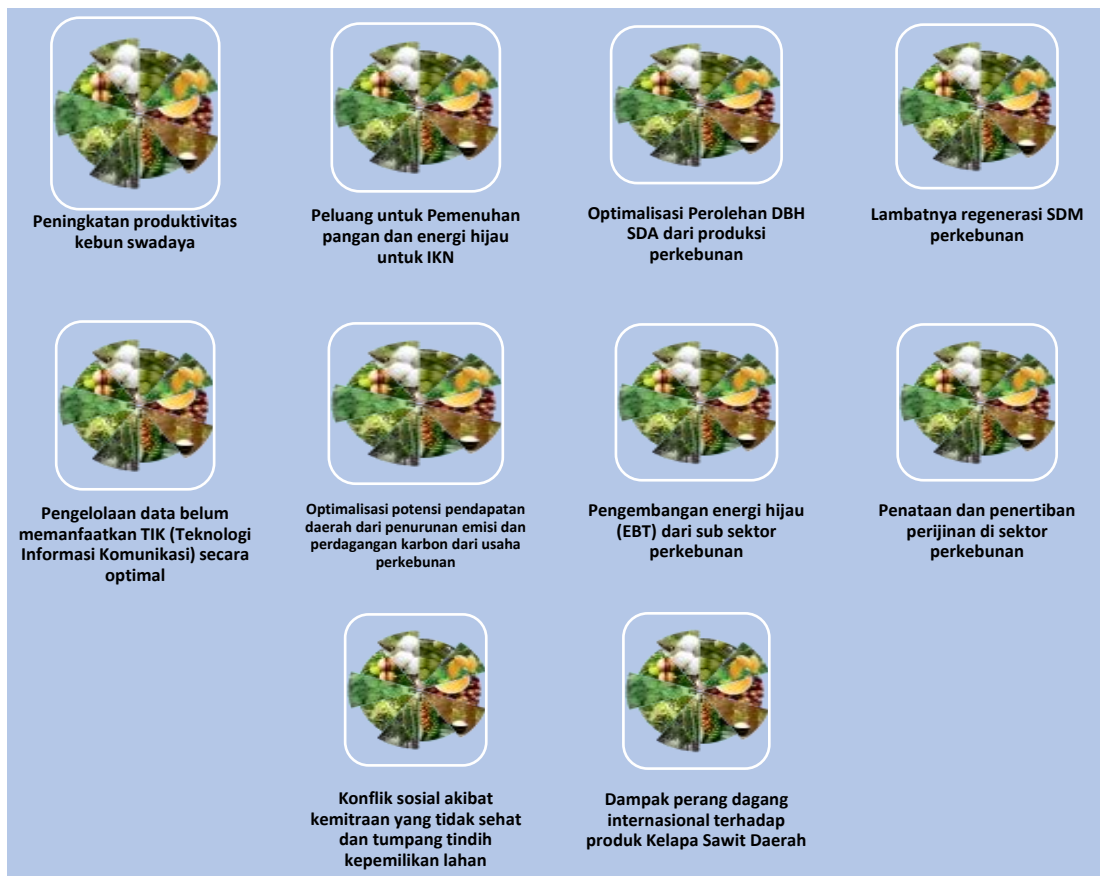 Peningkatan produktivitas
kebun swadaya
Peluang untuk Pemenuhan
pangan dan energi hijau
untuk IKN
Optimalisasi Perolehan DBH
SDA dari produksi
perkebunan
Lambatnya regenerasi SDM
perkebunan
Pengelolaan data belum
memanfaatkan TIK (Teknologi
Informasi Komunikasi) secara
optimal
Optimalisasi potensi pendapatan
daerah dari penurunan emisi dan
perdagangan karbon dari usaha
perkebunan
Pengembangan energi hijau
(EBT) dari sub sektor
perkebunan
Penataan dan penertiban
perijinan di sektor
perkebunan
Konflik sosial akibat
kemitraan yang tidak sehat
dan tumpang tindih
kepemilikan lahan
Dampak perang dagang
internasional terhadap
produk Kelapa Sawit Daerah